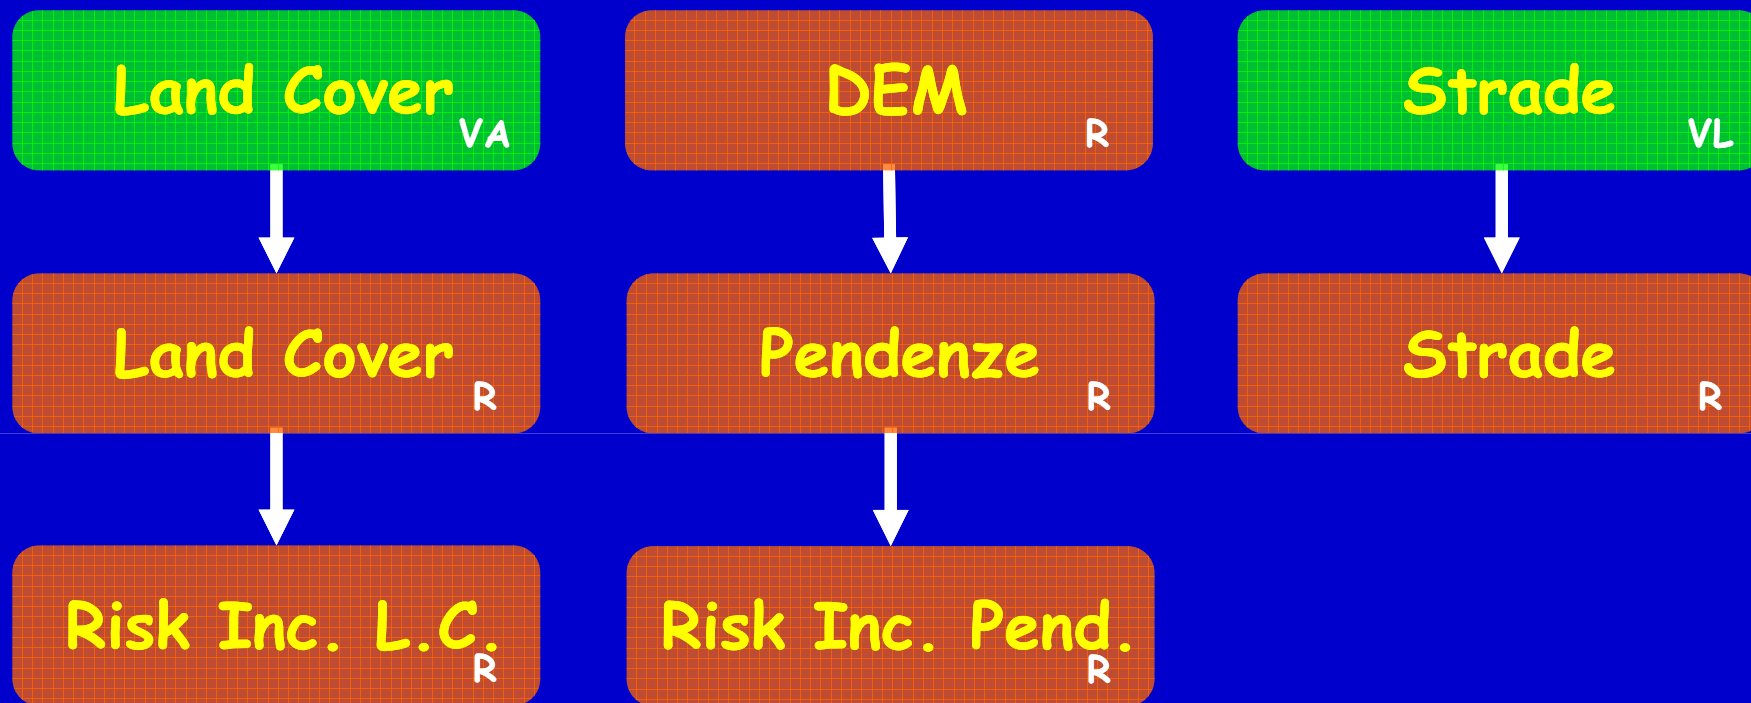 Land Cover
VA
DEM
R
Strade
VL
Land Cover
R
Pendenze
R
Strade
R
Risk Inc. L.C.
R
Risk Inc. Pend.
R